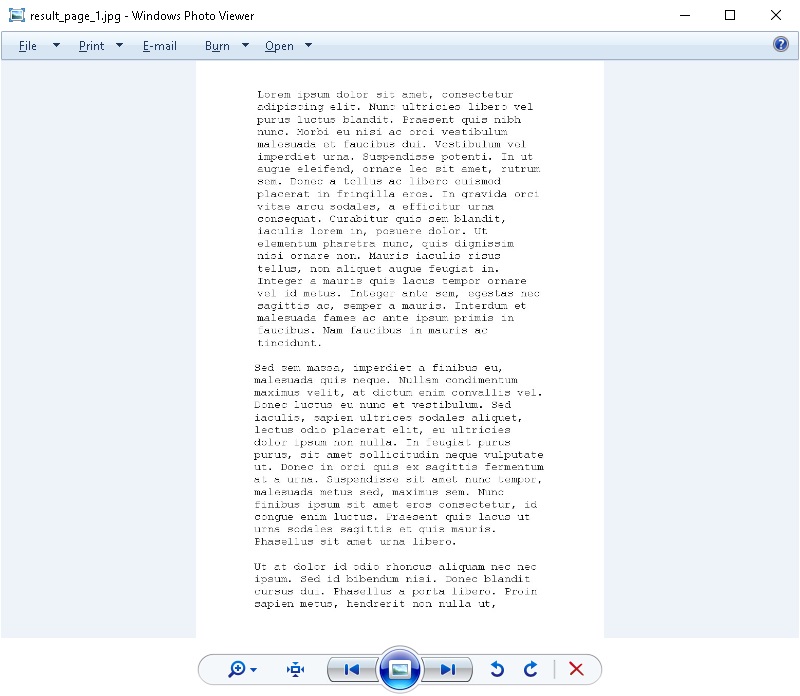 result_page_1.jpg - Windows Photo Viewer
File Print E-mail Burn Open
Lorem ipsum dolor sit amet, consectetur
adipiscing elit. Nunc ultricies libero vel
purus luctus blandit. Praesent quis nibh
nunc. Morbi eu nisi ac orci vestibulum
malesuada et faucibus dui. Vestibulum vel
imperdiet urna. Suspendisse potenti. In ut
augue eleifend, ornare leo sit amet, rutrum
sem. Donec a tellus ac libero euismod
placerat in fringilla eros. In gravida orci
vitae arcu sodales, a efficitur urna
consequat. Curabitur quis sem blandit,
iaculis lorem in, posuere dolor. Ut
elementum pharetra nunc, quis dignissim
nisi ornare non. Mauris iaculis risus
tellus, non aliquet augue feugiat in.
Integer a mauris quis lacus tempor ornare
vel id metus. Integer ante sem, egestas nec
sagittis ac, semper a mauris. Interdum et
malesuada fames ac ante ipsum primis in
faucibus. Nam faucibus in mauris ac
tincidunt.
Sed sem massa, imperdiet a finibus eu,
malesuada quis neque. Nullam condimentum
maximus velit, at dictum enim convallis vel.
Donec luctus eu nunc et vestibulum. Sed
iaculis, sapien ultrices sodales aliquet,
lectus odio placerat elit, eu ultricies
dolor ipsum non nulla. In feugiat purus
purus, sit amet sollicitudin neque vulputate
ut. Donec in orci quis ex sagittis fermentum
at a urna. Suspendisse sit amet nunc tempor,
malesuada metus sed, maximus sem. Nunc
finibus ipsum sit amet eros consectetur, id
congue enim luctus. Praesent quis lacus ut
urna sodales sagittis et quis mauris.
Phasellus sit amet urna libero.
Ut at dolor id odio rhoncus aliquam nec nec
ipsum. Sed id bibendum nisi. Donec blandit
cursus dui. Phasellus a porta libero. Proin
sapien metus, hendrerit non nulla ut,